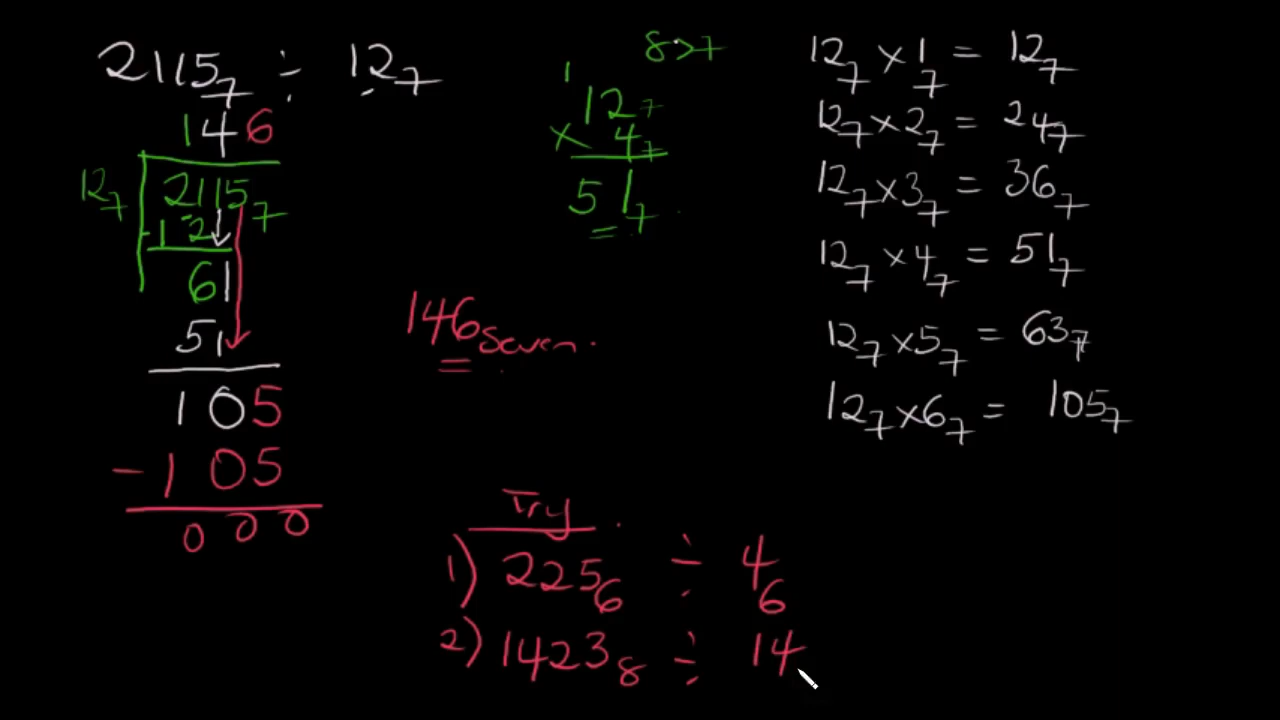 2115₇ ÷ 12₇
146
12₇ 2115₇
12
61
51
105
- 105
000
8>7
1
12₇
× 4₇
51₇
146seven.
12₇ × 1₇ = 12₇
12₇ × 2₇ = 24₇
12₇ × 3₇ = 36₇
12₇ × 4₇ = 51₇
12₇ × 5₇ = 63₇
12₇ × 6₇ = 105₇
Try
1) 225₆ ÷ 4₆
2) 1423₈ ÷ 14